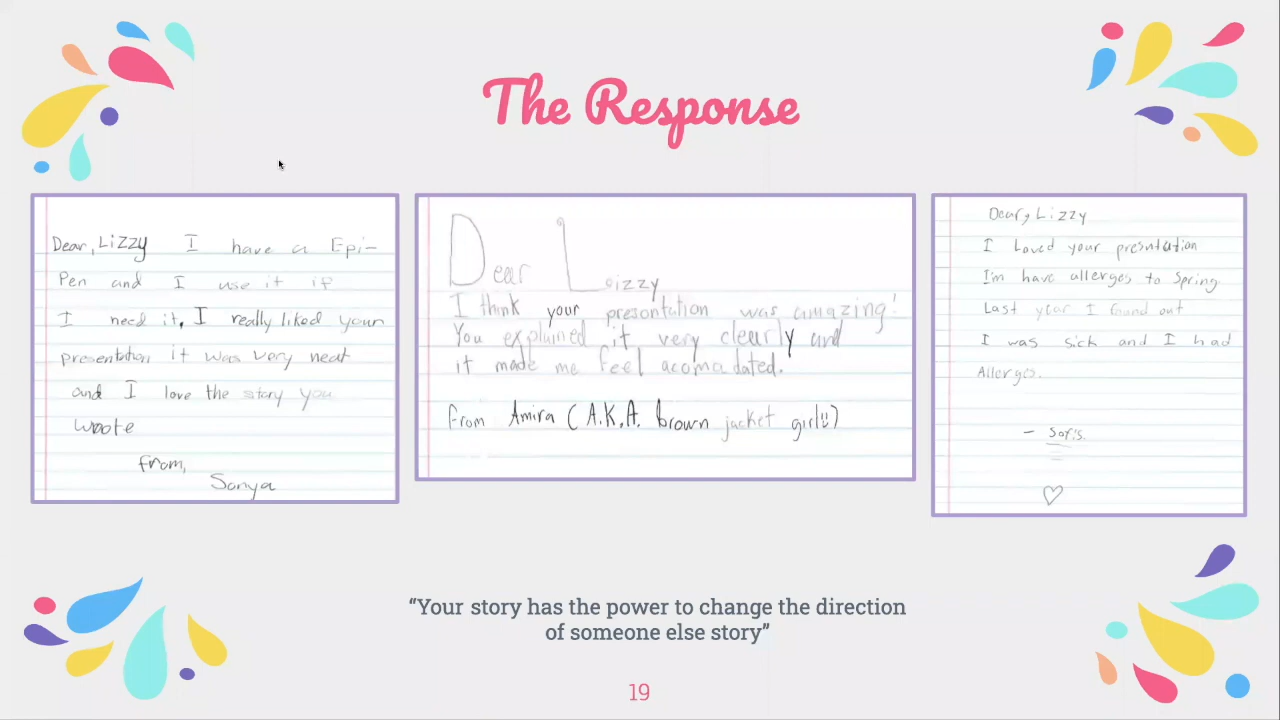 The Response
Dear, Lizzy I have a Epi-
Pen and I use it if
I need it, I really liked your
presentation it was very neat
and I love the story you
wrote
from,
Sonya
Dear Leizzy
I think your presontation was amazing!
You explained it very clearly and
it made me feel acomadated.
from Amira (A.K.A. brown jacket girl!)
Dear, Lizzy
I Loved your presntation
I'm have allerges to Spring
Last year I found out
I was sick and I had
Allerges.
“Your story has the power to change the direction
of someone else story”
19